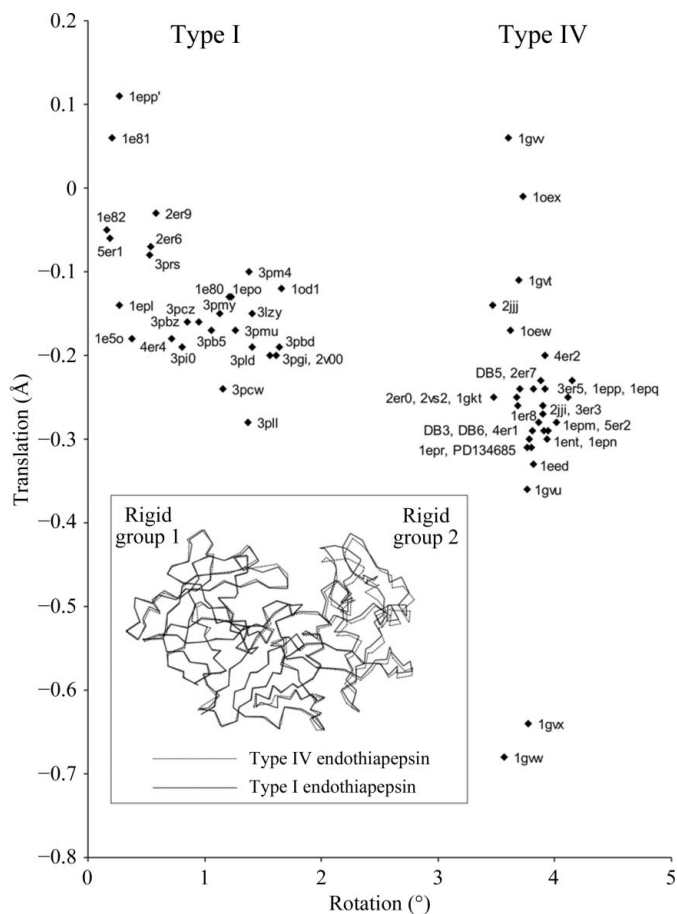 Type I
Type IV
0.2
0.1
0
−0.1
−0.2
−0.3
−0.4
−0.5
−0.6
−0.7
−0.8
Translation (Å)
1epp'
1e81
1e82
2er9
5er1
2er6
3prs
3pm4
1e80
1epo
1od1
1epl
3pmy
3lzy
3pcz
3pbz
3pb5
3pmu
1e5o
4er4
3pi0
3pld
3pbd
3pgi, 2v00
3pcw
3pll
1gvv
1oex
1gvt
2jjj
1oew
4er2
DB5, 2er7
3er5, 1epp, 1epq
2er0, 2vs2, 1gkt
1er8
2jji, 3er3
1epm, 5er2
DB3, DB6, 4er1
1ent, 1epn
1epr, PD134685
1eed
1gvu
1gvx
1gvw
Rigid
group 1
Rigid
group 2
Type IV endothiapepsin
Type I endothiapepsin
0
1
2
3
4
5
Rotation (°)